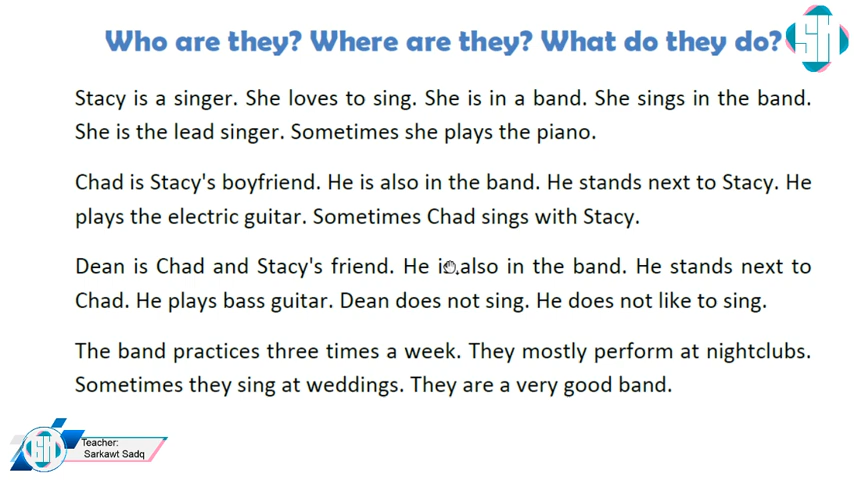 Who are they? Where are they? What do they do?
SM
Stacy is a singer. She loves to sing. She is in a band. She sings in the band.
She is the lead singer. Sometimes she plays the piano.
Chad is Stacy's boyfriend. He is also in the band. He stands next to Stacy. He
plays the electric guitar. Sometimes Chad sings with Stacy.
Dean is Chad and Stacy's friend. He is also in the band. He stands next to
Chad. He plays bass guitar. Dean does not sing. He does not like to sing.
The band practices three times a week. They mostly perform at nightclubs.
Sometimes they sing at weddings. They are a very good band.
SM
Teacher:
Sarkawt Sadq